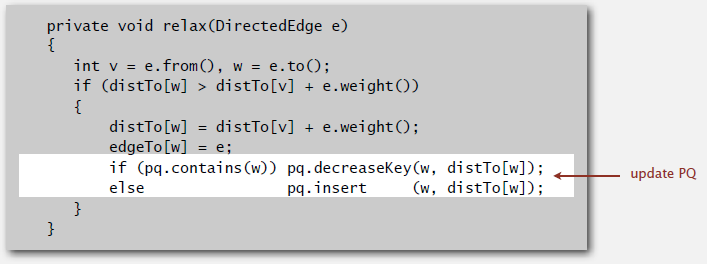 private void relax(DirectedEdge e)
{
   int v = e.from(), w = e.to();
   if (distTo[w] > distTo[v] + e.weight())
   {
       distTo[w] = distTo[v] + e.weight();
       edgeTo[w] = e;
       if (pq.contains(w)) pq.decreaseKey(w, distTo[w]);
       else                pq.insert     (w, distTo[w]);
   }
}
update PQ